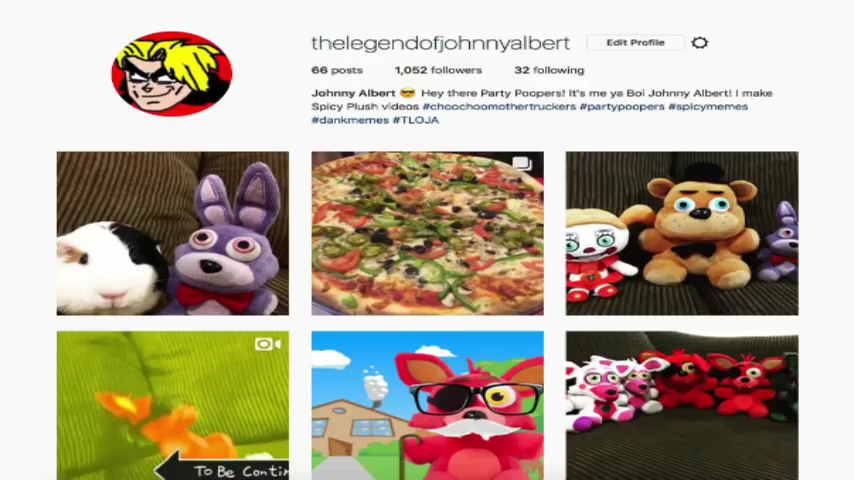 thelegendofjohnnyalbert Edit Profile
66 posts 1,052 followers 32 following
Johnny Albert 😎 Hey there Party Poopers! It's me ya Boi Johnny Albert! I make
Spicy Plush videos #choochoomothertruckers #partypoopers #spicymemes
#dankmemes #TLOJA
To Be Contin